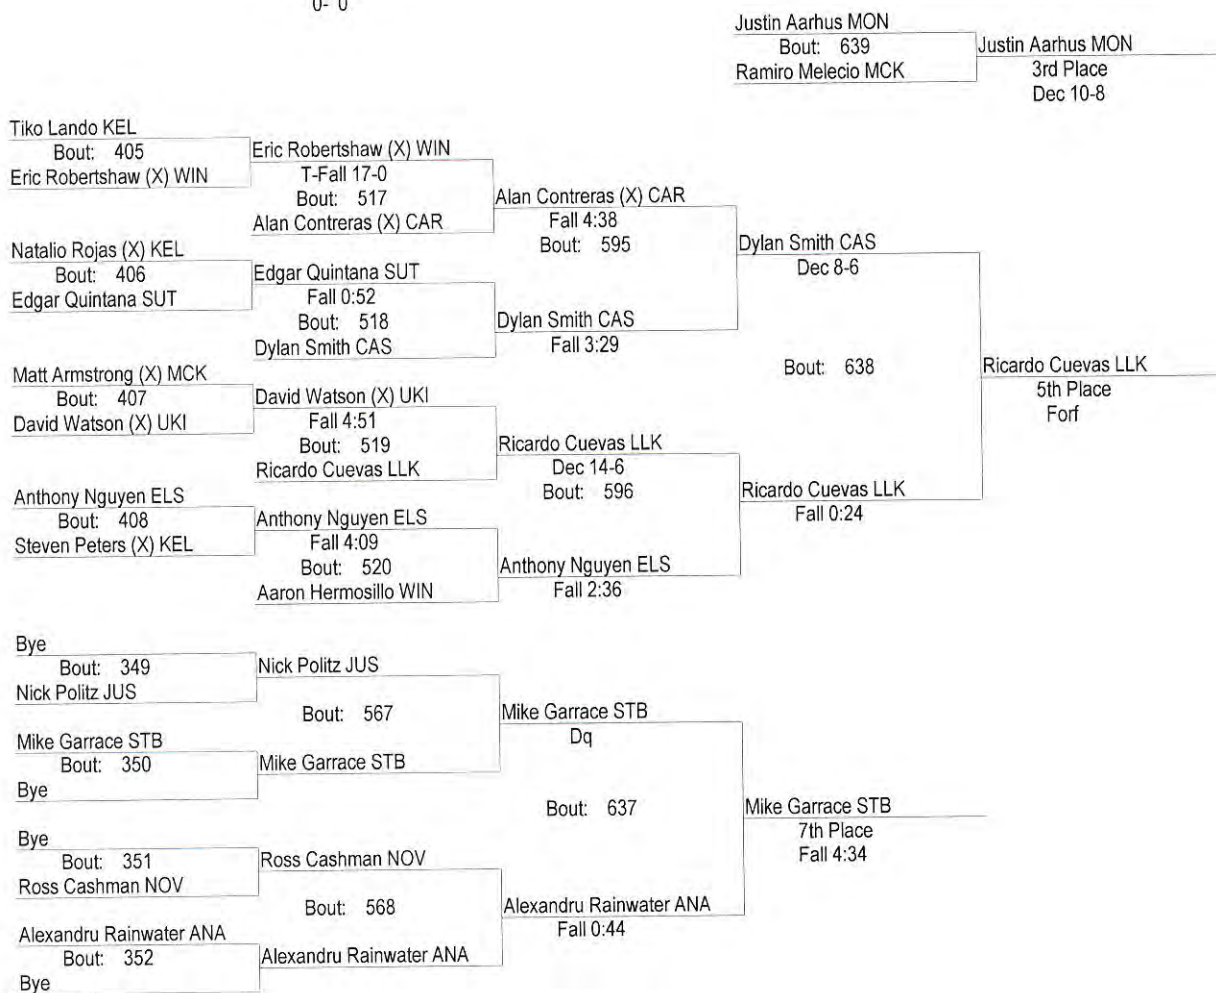 0- 0
Justin Aarhus MON
Bout: 639
Ramiro Melecio MCK
Justin Aarhus MON
3rd Place
Dec 10-8
Tiko Lando KEL
Bout: 405
Eric Robertshaw (X) WIN
Eric Robertshaw (X) WIN
T-Fall 17-0
Bout: 517
Alan Contreras (X) CAR
Alan Contreras (X) CAR
Fall 4:38
Bout: 595
Natalio Rojas (X) KEL
Bout: 406
Edgar Quintana SUT
Edgar Quintana SUT
Fall 0:52
Bout: 518
Dylan Smith CAS
Dylan Smith CAS
Fall 3:29
Dylan Smith CAS
Dec 8-6
Bout: 638
Matt Armstrong (X) MCK
Bout: 407
David Watson (X) UKI
David Watson (X) UKI
Fall 4:51
Bout: 519
Ricardo Cuevas LLK
Ricardo Cuevas LLK
Dec 14-6
Bout: 596
Anthony Nguyen ELS
Bout: 408
Steven Peters (X) KEL
Anthony Nguyen ELS
Fall 4:09
Bout: 520
Aaron Hermosillo WIN
Anthony Nguyen ELS
Fall 2:36
Ricardo Cuevas LLK
Fall 0:24
Ricardo Cuevas LLK
5th Place
Forf
Bye
Bout: 349
Nick Politz JUS
Nick Politz JUS
Bout: 567
Mike Garrace STB
Bout: 350
Bye
Mike Garrace STB
Mike Garrace STB
Dq
Bout: 637
Bye
Bout: 351
Ross Cashman NOV
Ross Cashman NOV
Bout: 568
Alexandru Rainwater ANA
Bout: 352
Bye
Alexandru Rainwater ANA
Alexandru Rainwater ANA
Fall 0:44
Mike Garrace STB
7th Place
Fall 4:34